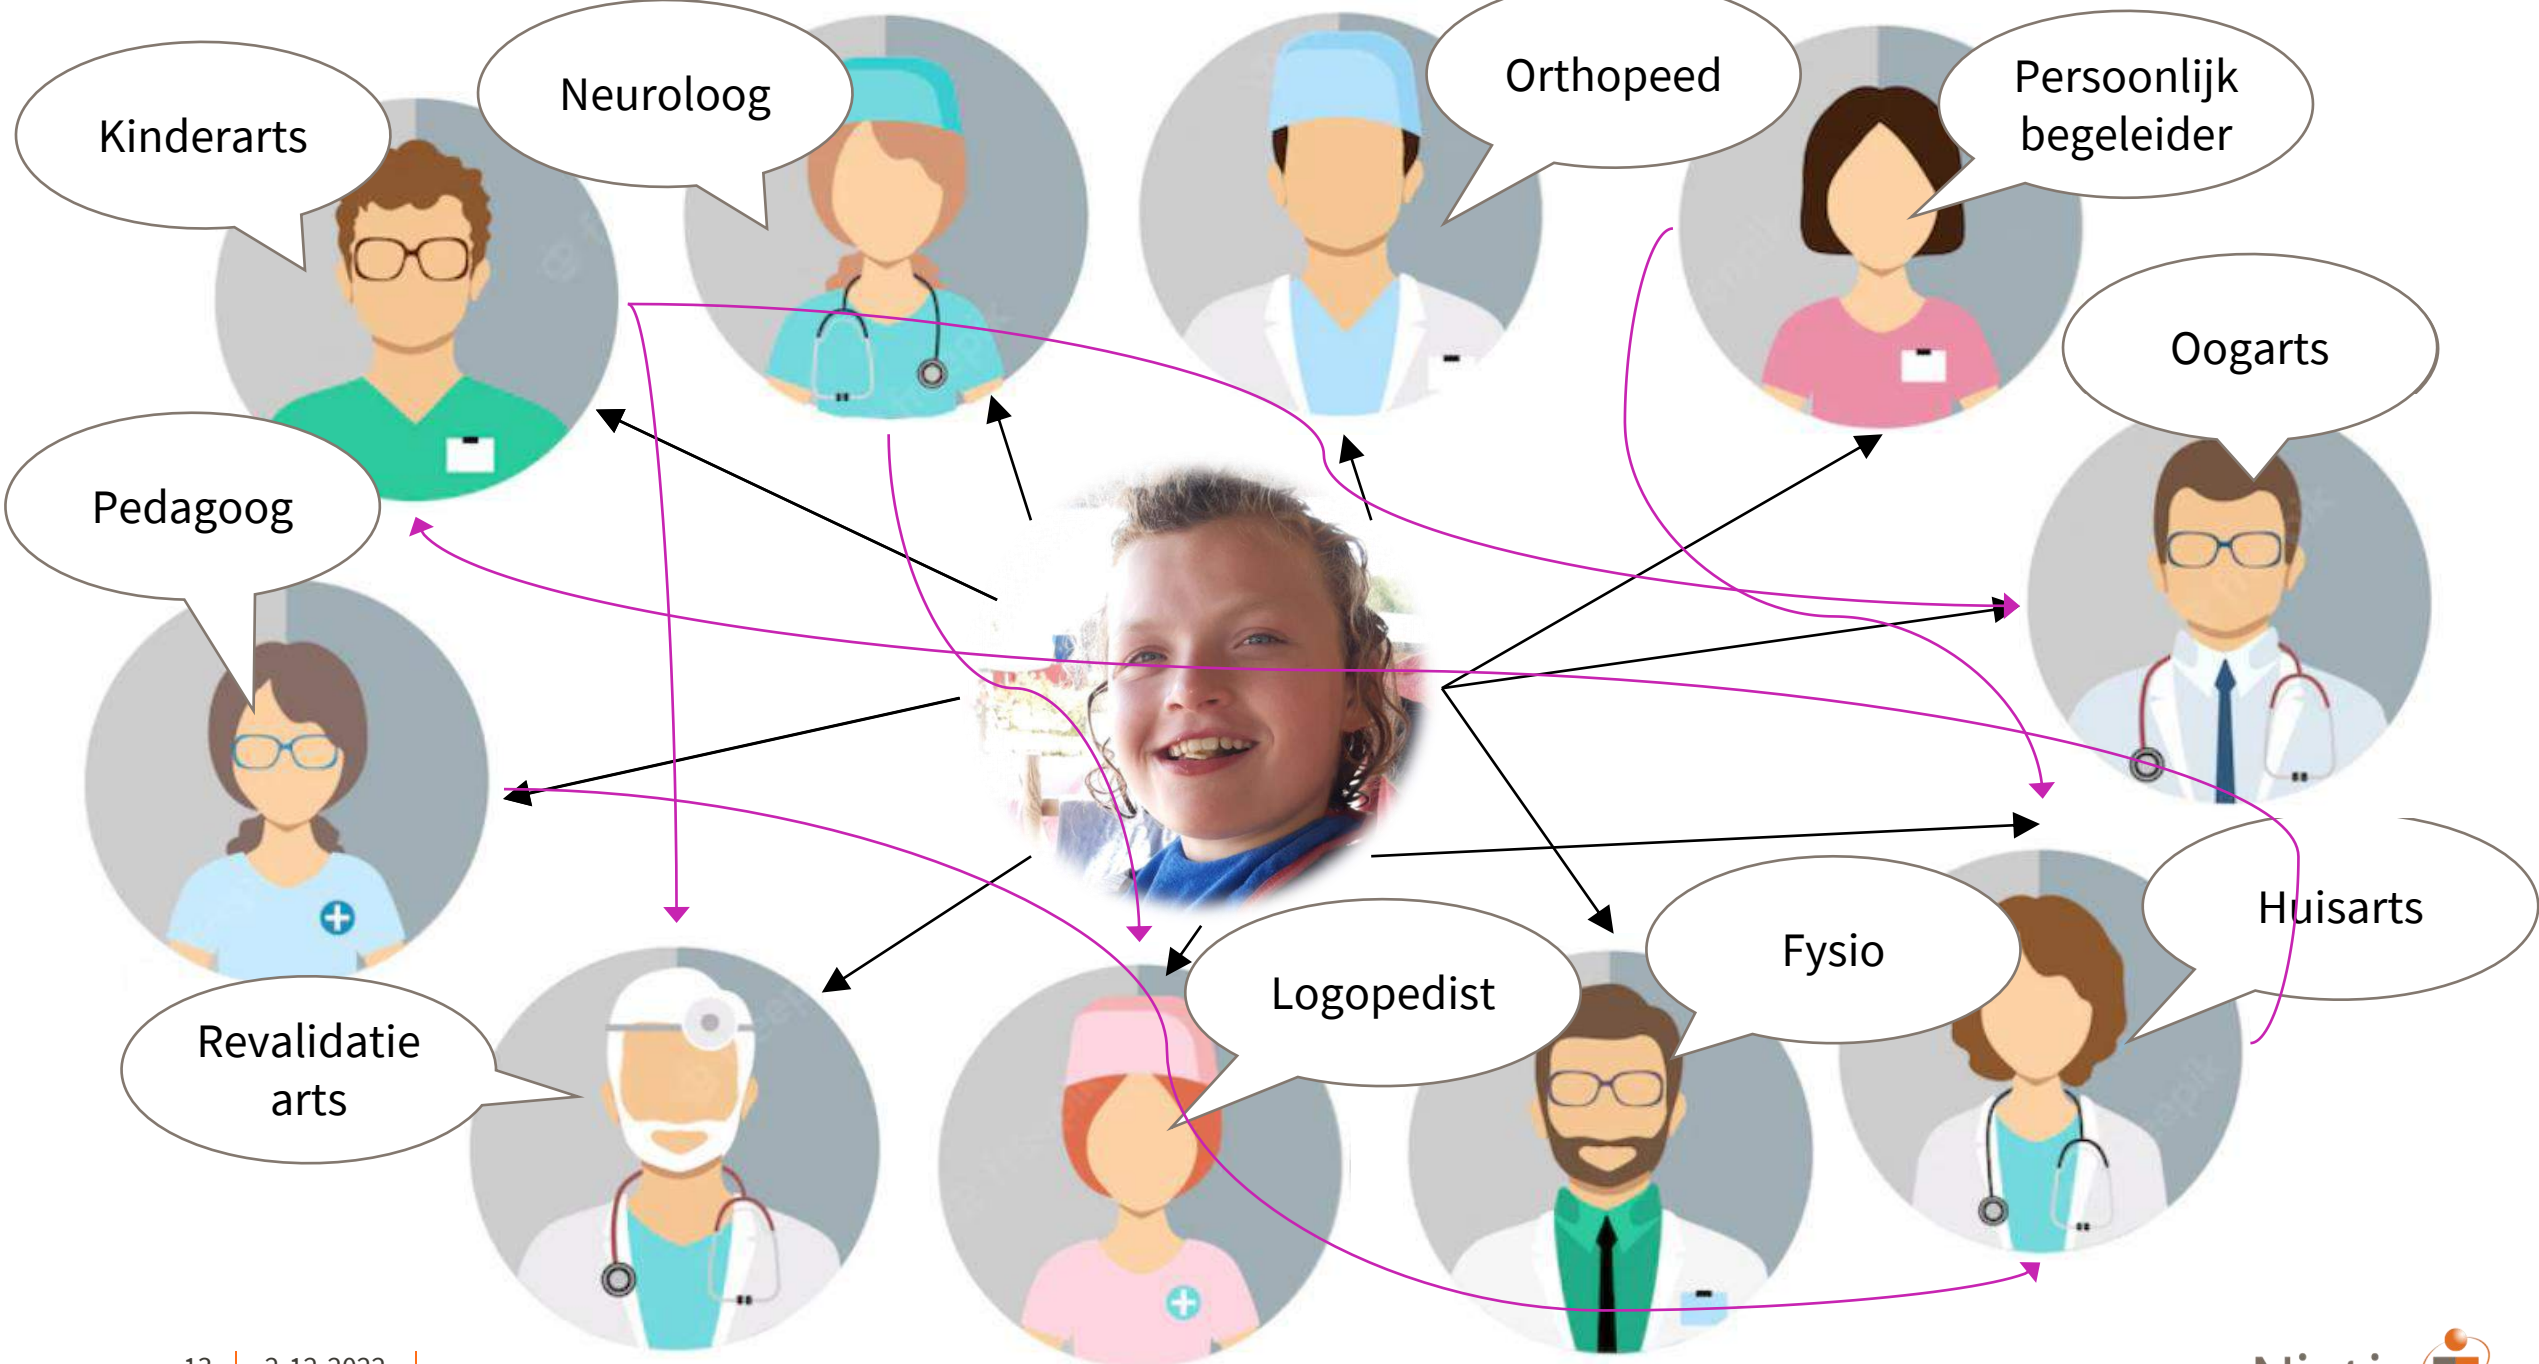 Neuroloog
Orthopeed
Persoonlijk
begeleider
Kinderarts
Oogarts
Pedagoog
Huisarts
Fysio
Logopedist
Revalidatie
arts